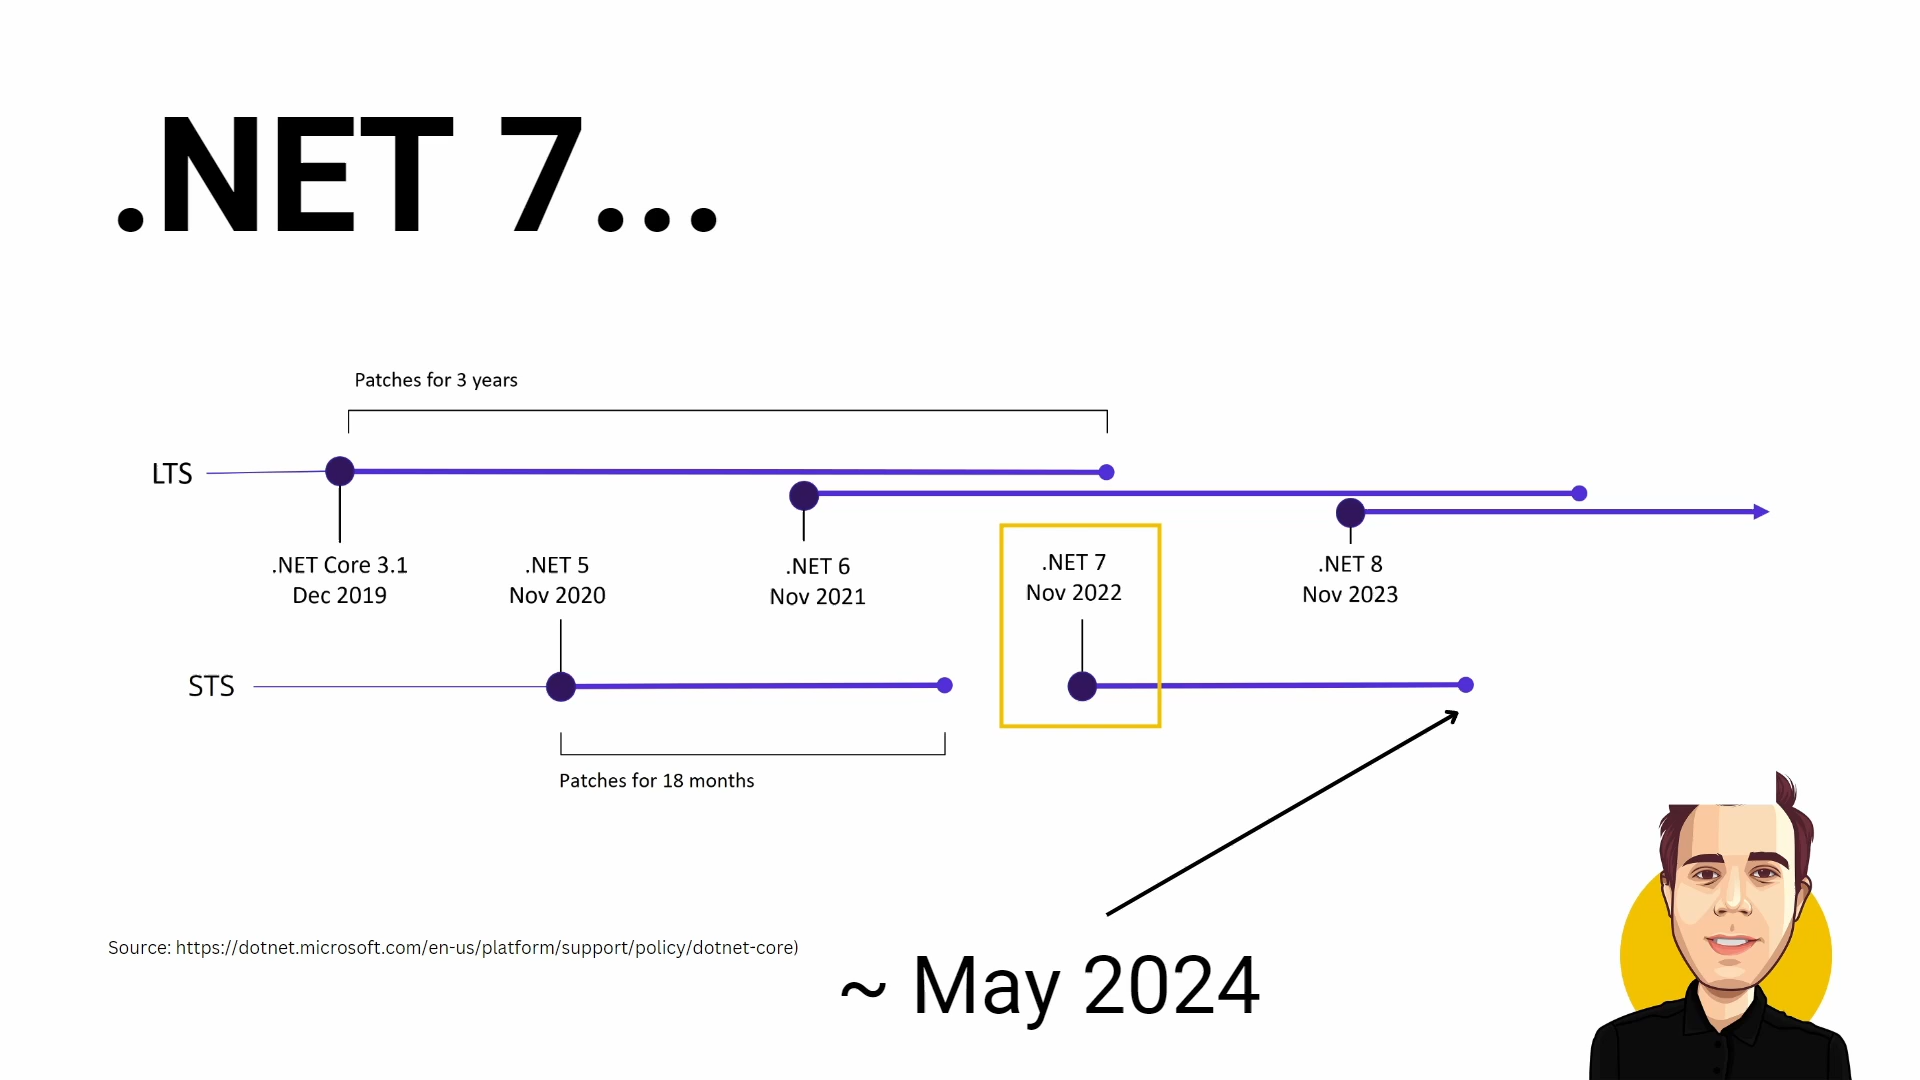 .NET 7...
Patches for 3 years
LTS
.NET Core 3.1
Dec 2019
.NET 5
Nov 2020
.NET 6
Nov 2021
.NET 7
Nov 2022
.NET 8
Nov 2023
STS
Patches for 18 months
Source: https://dotnet.microsoft.com/en-us/platform/support/policy/dotnet-core)
~ May 2024